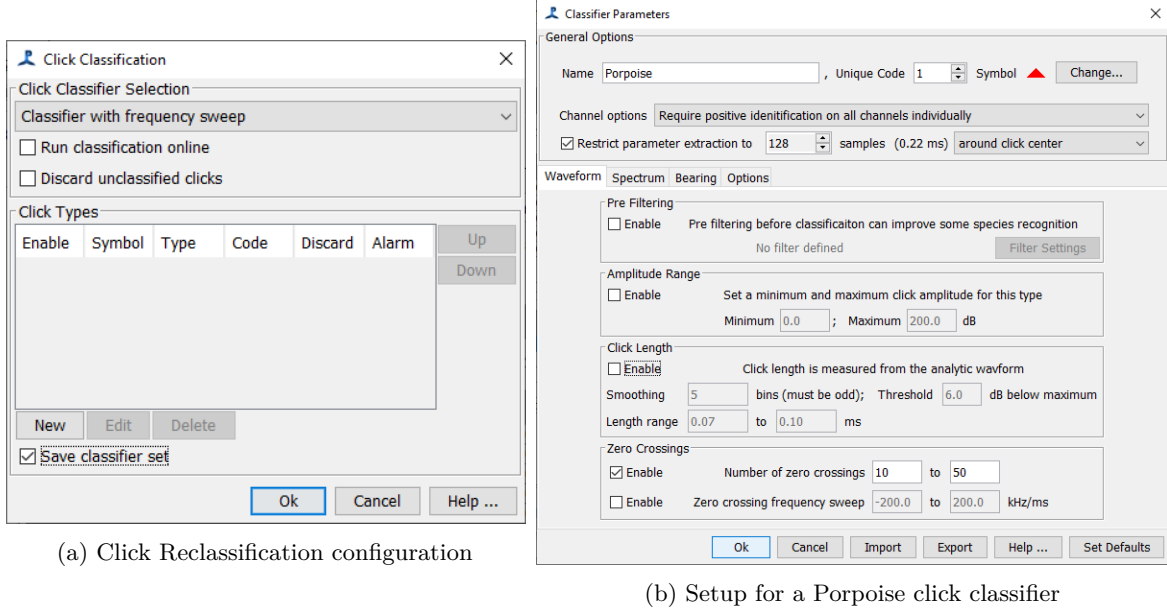 Click Classification
Click Classifier Selection
Classifier with frequency sweep
Run classification online
Discard unclassified clicks
Click Types
Enable Symbol Type Code Discard Alarm
Up
Down
New Edit Delete
Save classifier set
Ok Cancel Help ...
(a) Click Reclassification configuration
Classifier Parameters
General Options
Name Porpoise , Unique Code 1 Symbol Change...
Channel options Require positive idenitification on all channels individually
Restrict parameter extraction to 128 samples (0.22 ms) around click center
Waveform Spectrum Bearing Options
Pre Filtering
Enable Pre filtering before classificaiton can improve some species recognition
No filter defined Filter Settings
Amplitude Range
Enable Set a minimum and maximum click amplitude for this type
Minimum 0.0 ; Maximum 200.0 dB
Click Length
Enable Click length is measured from the analytic wavform
Smoothing 5 bins (must be odd); Threshold 6.0 dB below maximum
Length range 0.07 to 0.10 ms
Zero Crossings
Enable Number of zero crossings 10 to 50
Enable Zero crossing frequency sweep -200.0 to 200.0 kHz/ms
Ok Cancel Import Export Help ... Set Defaults
(b) Setup for a Porpoise click classifier